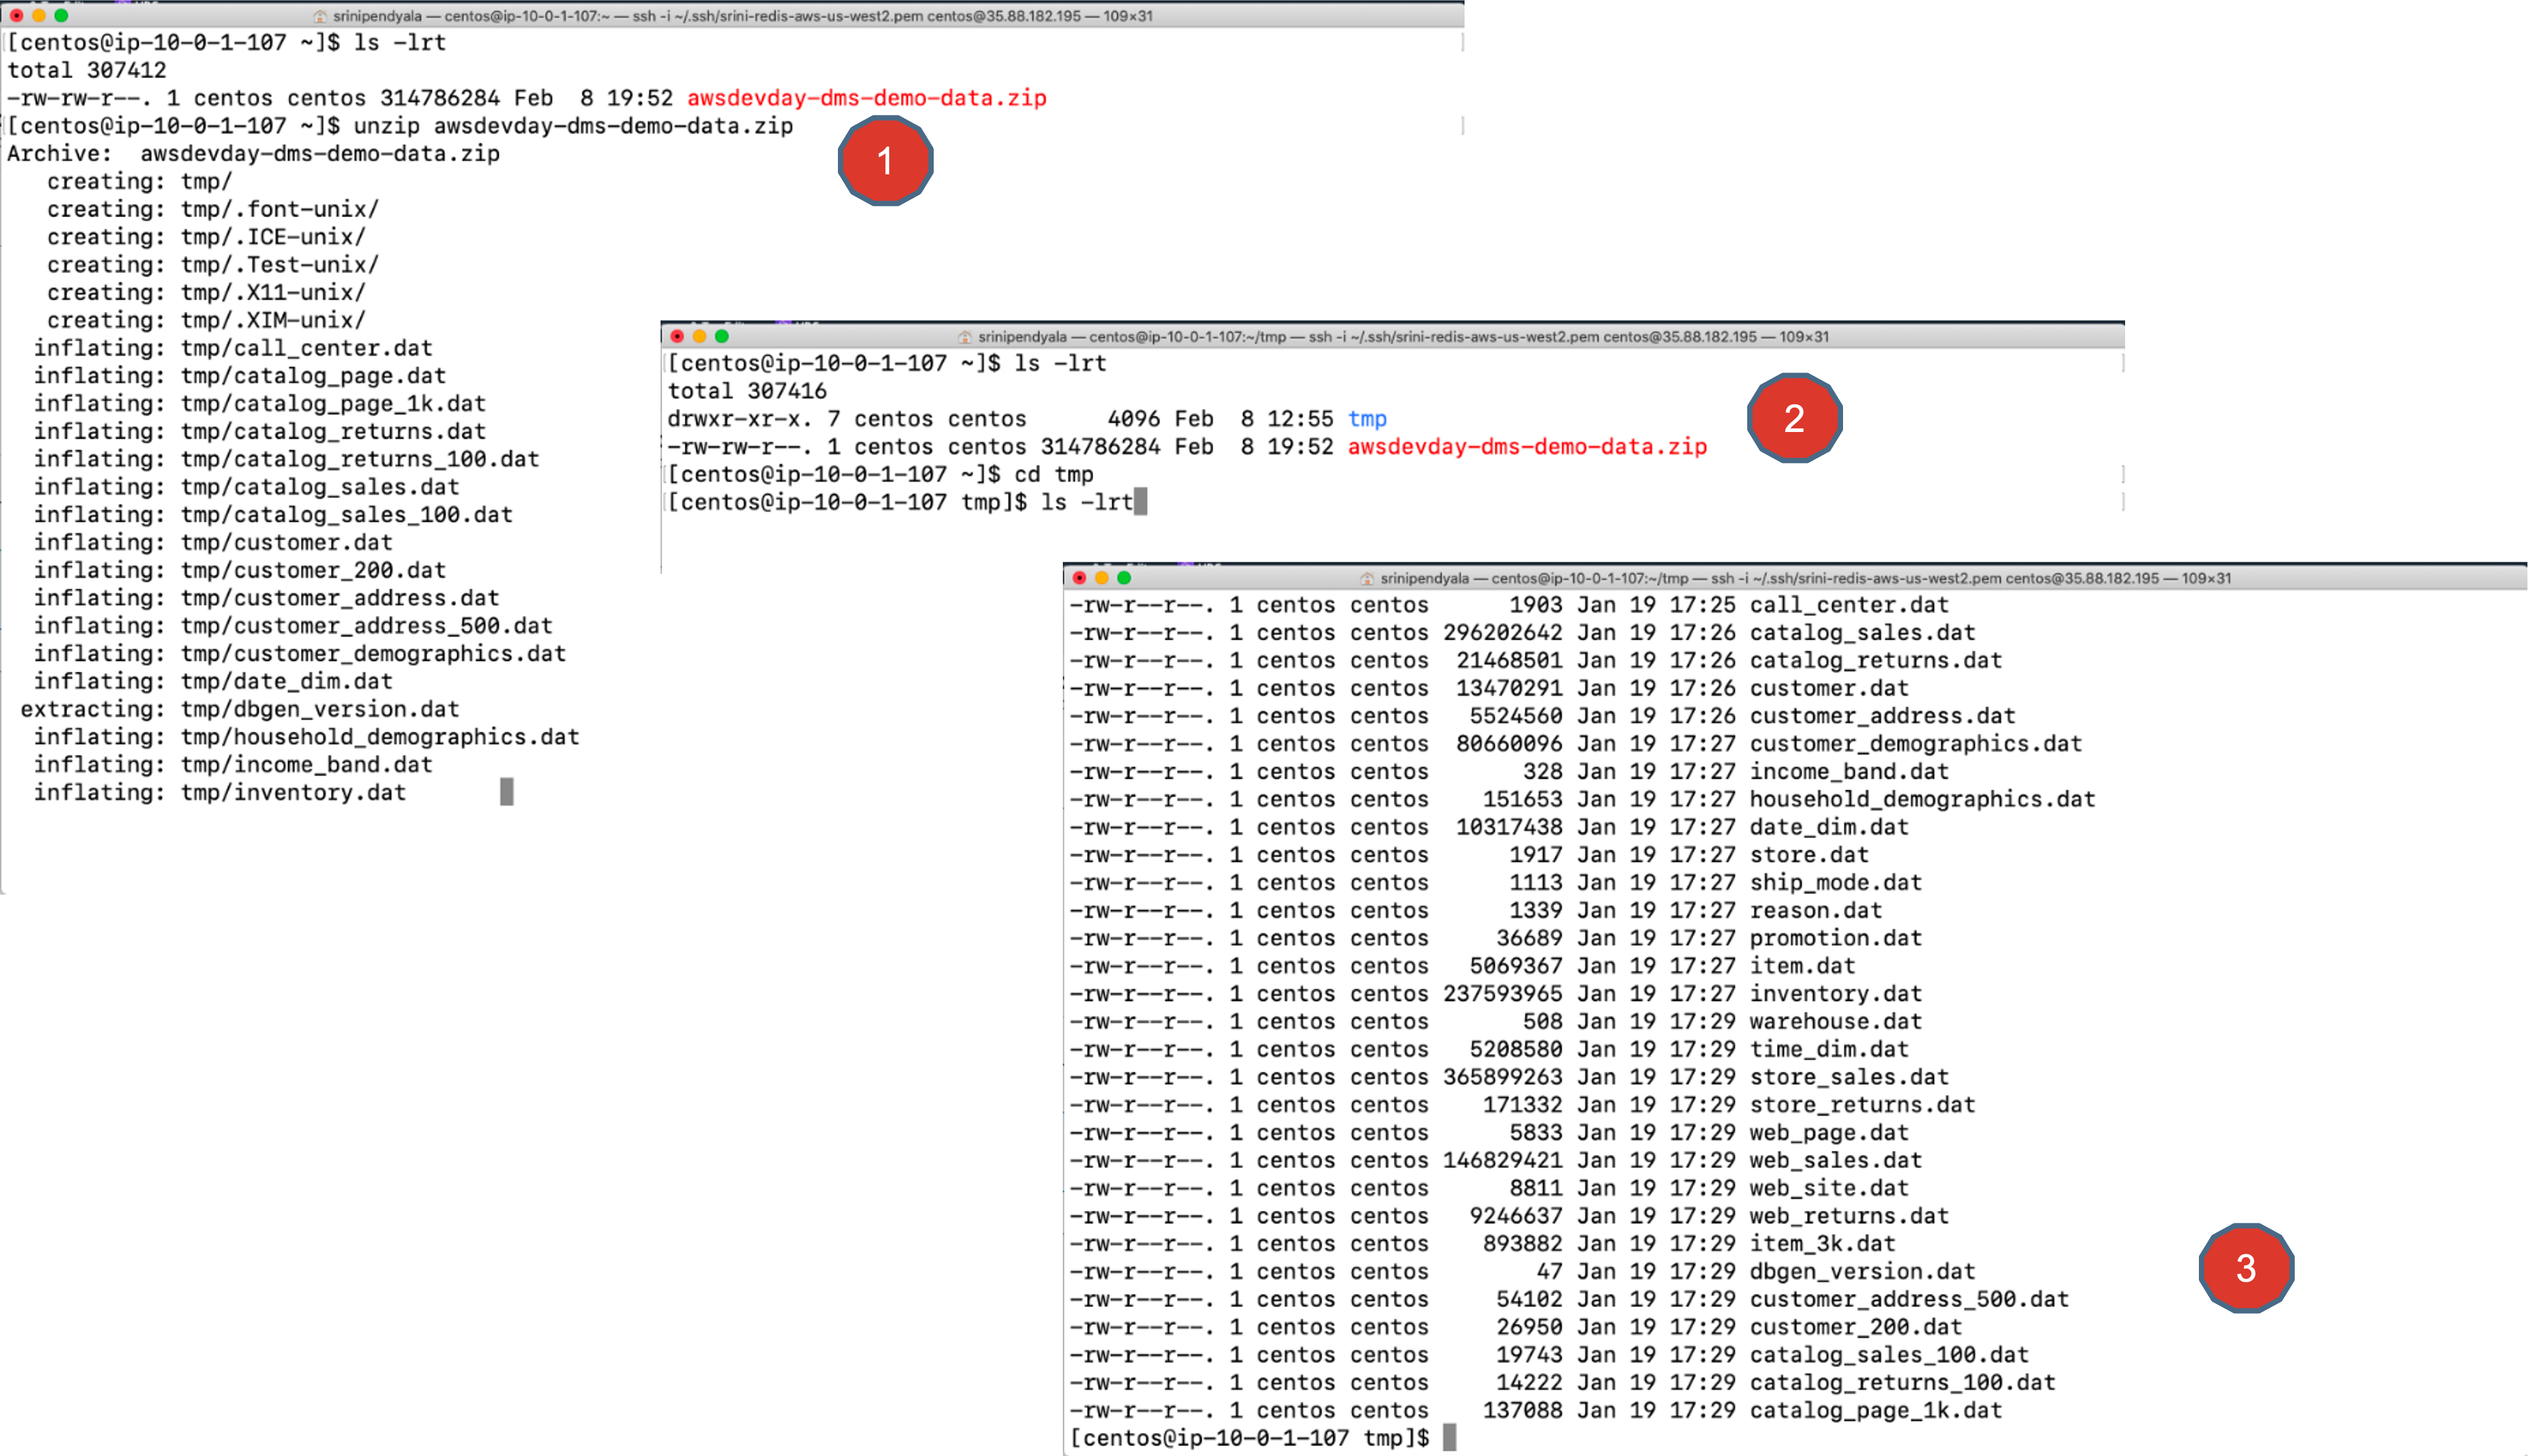 srinipendyala — centos@ip-10-0-1-107:~ — ssh -i ~/.ssh/srini-redis-aws-us-west2.pem centos@35.88.182.195 — 109×31
[centos@ip-10-0-1-107 ~]$ ls -lrt
total 307412
-rw-rw-r--. 1 centos centos 314786284 Feb  8 19:52 awsdevday-dms-demo-data.zip
[centos@ip-10-0-1-107 ~]$ unzip awsdevday-dms-demo-data.zip
Archive:  awsdevday-dms-demo-data.zip
   creating: tmp/
   creating: tmp/.font-unix/
   creating: tmp/.ICE-unix/
   creating: tmp/.Test-unix/
   creating: tmp/.X11-unix/
   creating: tmp/.XIM-unix/
  inflating: tmp/call_center.dat
  inflating: tmp/catalog_page.dat
  inflating: tmp/catalog_page_1k.dat
  inflating: tmp/catalog_returns.dat
  inflating: tmp/catalog_returns_100.dat
  inflating: tmp/catalog_sales.dat
  inflating: tmp/catalog_sales_100.dat
  inflating: tmp/customer.dat
  inflating: tmp/customer_200.dat
  inflating: tmp/customer_address.dat
  inflating: tmp/customer_address_500.dat
  inflating: tmp/customer_demographics.dat
  inflating: tmp/date_dim.dat
 extracting: tmp/dbgen_version.dat
  inflating: tmp/household_demographics.dat
  inflating: tmp/income_band.dat
  inflating: tmp/inventory.dat
1
srinipendyala — centos@ip-10-0-1-107:~/tmp — ssh -i ~/.ssh/srini-redis-aws-us-west2.pem centos@35.88.182.195 — 109×31
[centos@ip-10-0-1-107 ~]$ ls -lrt
total 307416
drwxr-xr-x. 7 centos centos      4096 Feb  8 12:55 tmp
-rw-rw-r--. 1 centos centos 314786284 Feb  8 19:52 awsdevday-dms-demo-data.zip
[centos@ip-10-0-1-107 ~]$ cd tmp
[centos@ip-10-0-1-107 tmp]$ ls -lrt
2
srinipendyala — centos@ip-10-0-1-107:~/tmp — ssh -i ~/.ssh/srini-redis-aws-us-west2.pem centos@35.88.182.195 — 109×31
-rw-r--r--. 1 centos centos      1903 Jan 19 17:25 call_center.dat
-rw-r--r--. 1 centos centos 296202642 Jan 19 17:26 catalog_sales.dat
-rw-r--r--. 1 centos centos  21468501 Jan 19 17:26 catalog_returns.dat
-rw-r--r--. 1 centos centos  13470291 Jan 19 17:26 customer.dat
-rw-r--r--. 1 centos centos   5524560 Jan 19 17:26 customer_address.dat
-rw-r--r--. 1 centos centos  80660096 Jan 19 17:27 customer_demographics.dat
-rw-r--r--. 1 centos centos       328 Jan 19 17:27 income_band.dat
-rw-r--r--. 1 centos centos    151653 Jan 19 17:27 household_demographics.dat
-rw-r--r--. 1 centos centos  10317438 Jan 19 17:27 date_dim.dat
-rw-r--r--. 1 centos centos      1917 Jan 19 17:27 store.dat
-rw-r--r--. 1 centos centos      1113 Jan 19 17:27 ship_mode.dat
-rw-r--r--. 1 centos centos      1339 Jan 19 17:27 reason.dat
-rw-r--r--. 1 centos centos     36689 Jan 19 17:27 promotion.dat
-rw-r--r--. 1 centos centos   5069367 Jan 19 17:27 item.dat
-rw-r--r--. 1 centos centos 237593965 Jan 19 17:27 inventory.dat
-rw-r--r--. 1 centos centos       508 Jan 19 17:29 warehouse.dat
-rw-r--r--. 1 centos centos   5208580 Jan 19 17:29 time_dim.dat
-rw-r--r--. 1 centos centos 365899263 Jan 19 17:29 store_sales.dat
-rw-r--r--. 1 centos centos    171332 Jan 19 17:29 store_returns.dat
-rw-r--r--. 1 centos centos      5833 Jan 19 17:29 web_page.dat
-rw-r--r--. 1 centos centos 146829421 Jan 19 17:29 web_sales.dat
-rw-r--r--. 1 centos centos      8811 Jan 19 17:29 web_site.dat
-rw-r--r--. 1 centos centos   9246637 Jan 19 17:29 web_returns.dat
-rw-r--r--. 1 centos centos    893882 Jan 19 17:29 item_3k.dat
-rw-r--r--. 1 centos centos        47 Jan 19 17:29 dbgen_version.dat
-rw-r--r--. 1 centos centos     54102 Jan 19 17:29 customer_address_500.dat
-rw-r--r--. 1 centos centos     26950 Jan 19 17:29 customer_200.dat
-rw-r--r--. 1 centos centos     19743 Jan 19 17:29 catalog_sales_100.dat
-rw-r--r--. 1 centos centos     14222 Jan 19 17:29 catalog_returns_100.dat
-rw-r--r--. 1 centos centos    137088 Jan 19 17:29 catalog_page_1k.dat
[centos@ip-10-0-1-107 tmp]$
3